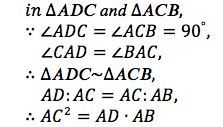 in ΔADC and ΔACB,
∵ ∠ADC = ∠ACB = 90°,
∠CAD = ∠BAC,
∴ ΔADC~ΔACB,
AD: AC = AC: AB,
∴ AC² = AD · AB